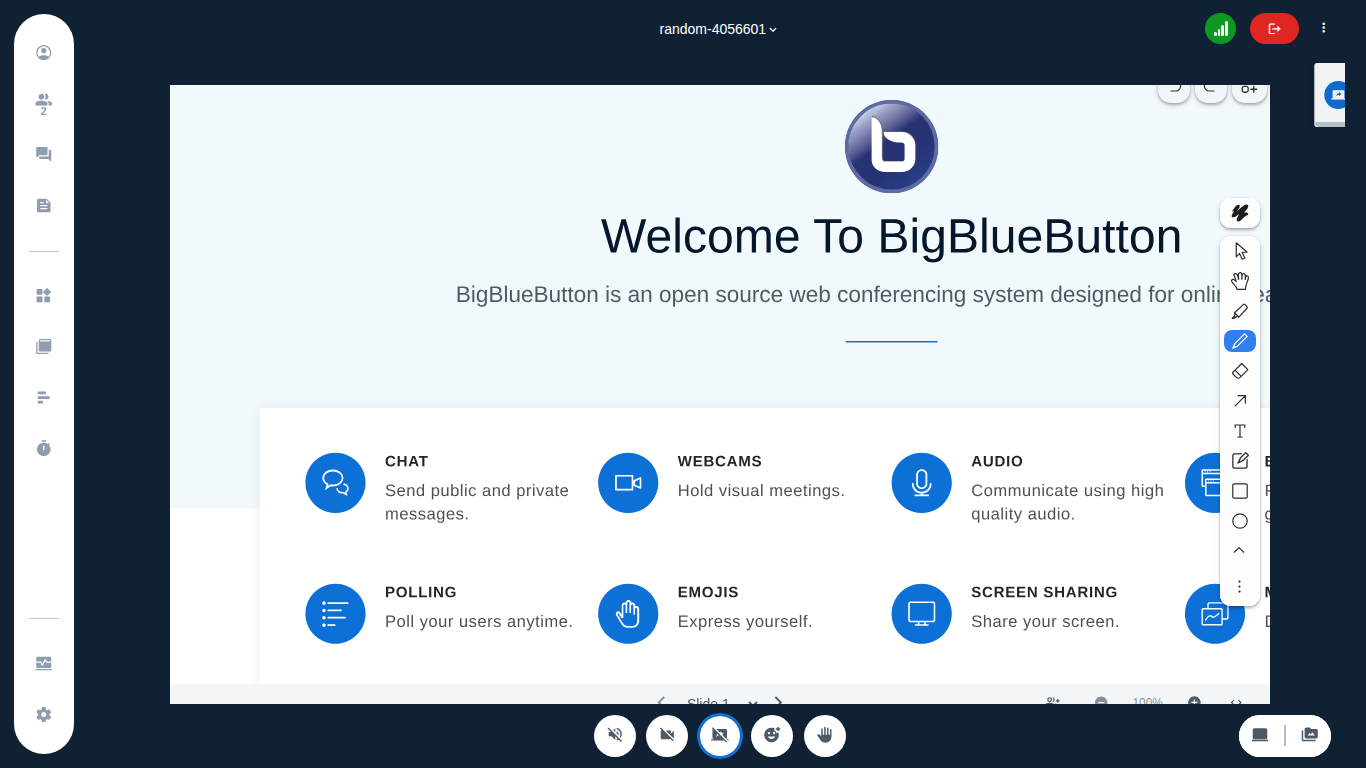 random-4056601
2
Welcome To BigBlueButton
BigBlueButton is an open source web conferencing system designed for
CHAT
Send public and private
messages.
WEBCAMS
Hold visual meetings.
AUDIO
Communicate using high
quality audio.
POLLING
Poll your users anytime.
EMOJIS
Express yourself.
SCREEN SHARING
Share your screen.
Slide 1
100%